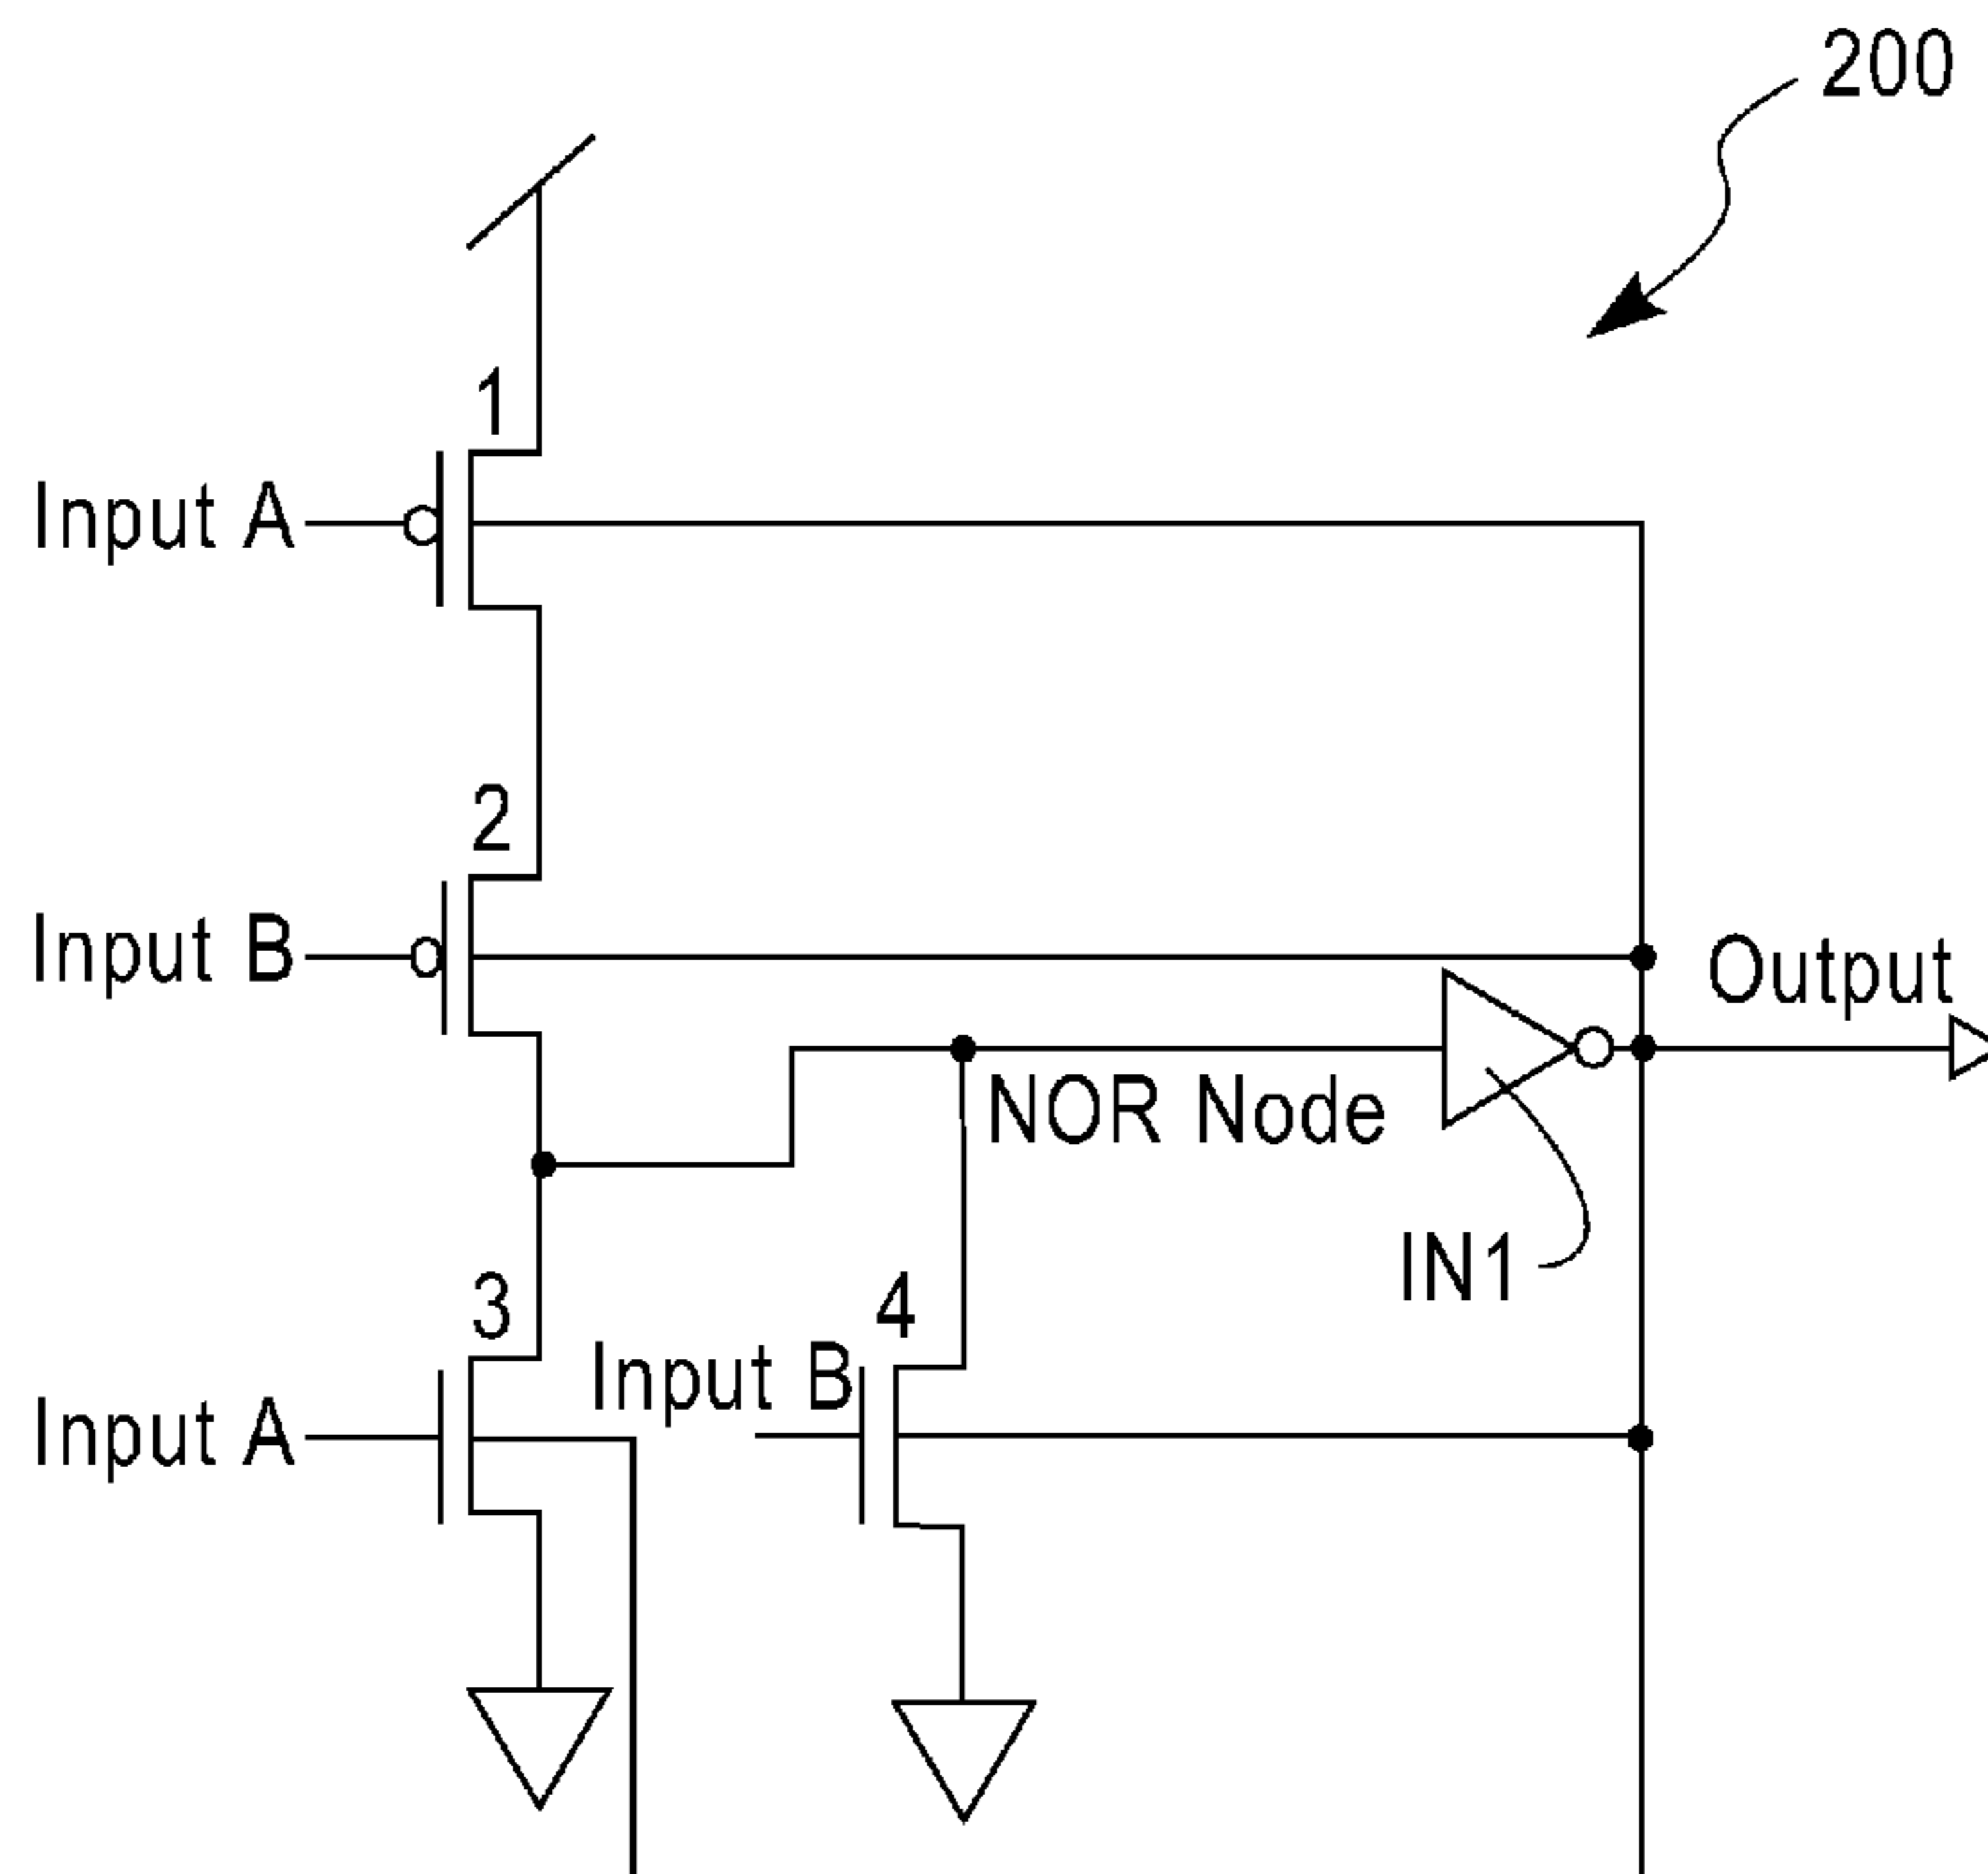 200
1
Input A
2
Input B
Output
NOR Node
IN1
3
4
Input B
Input A